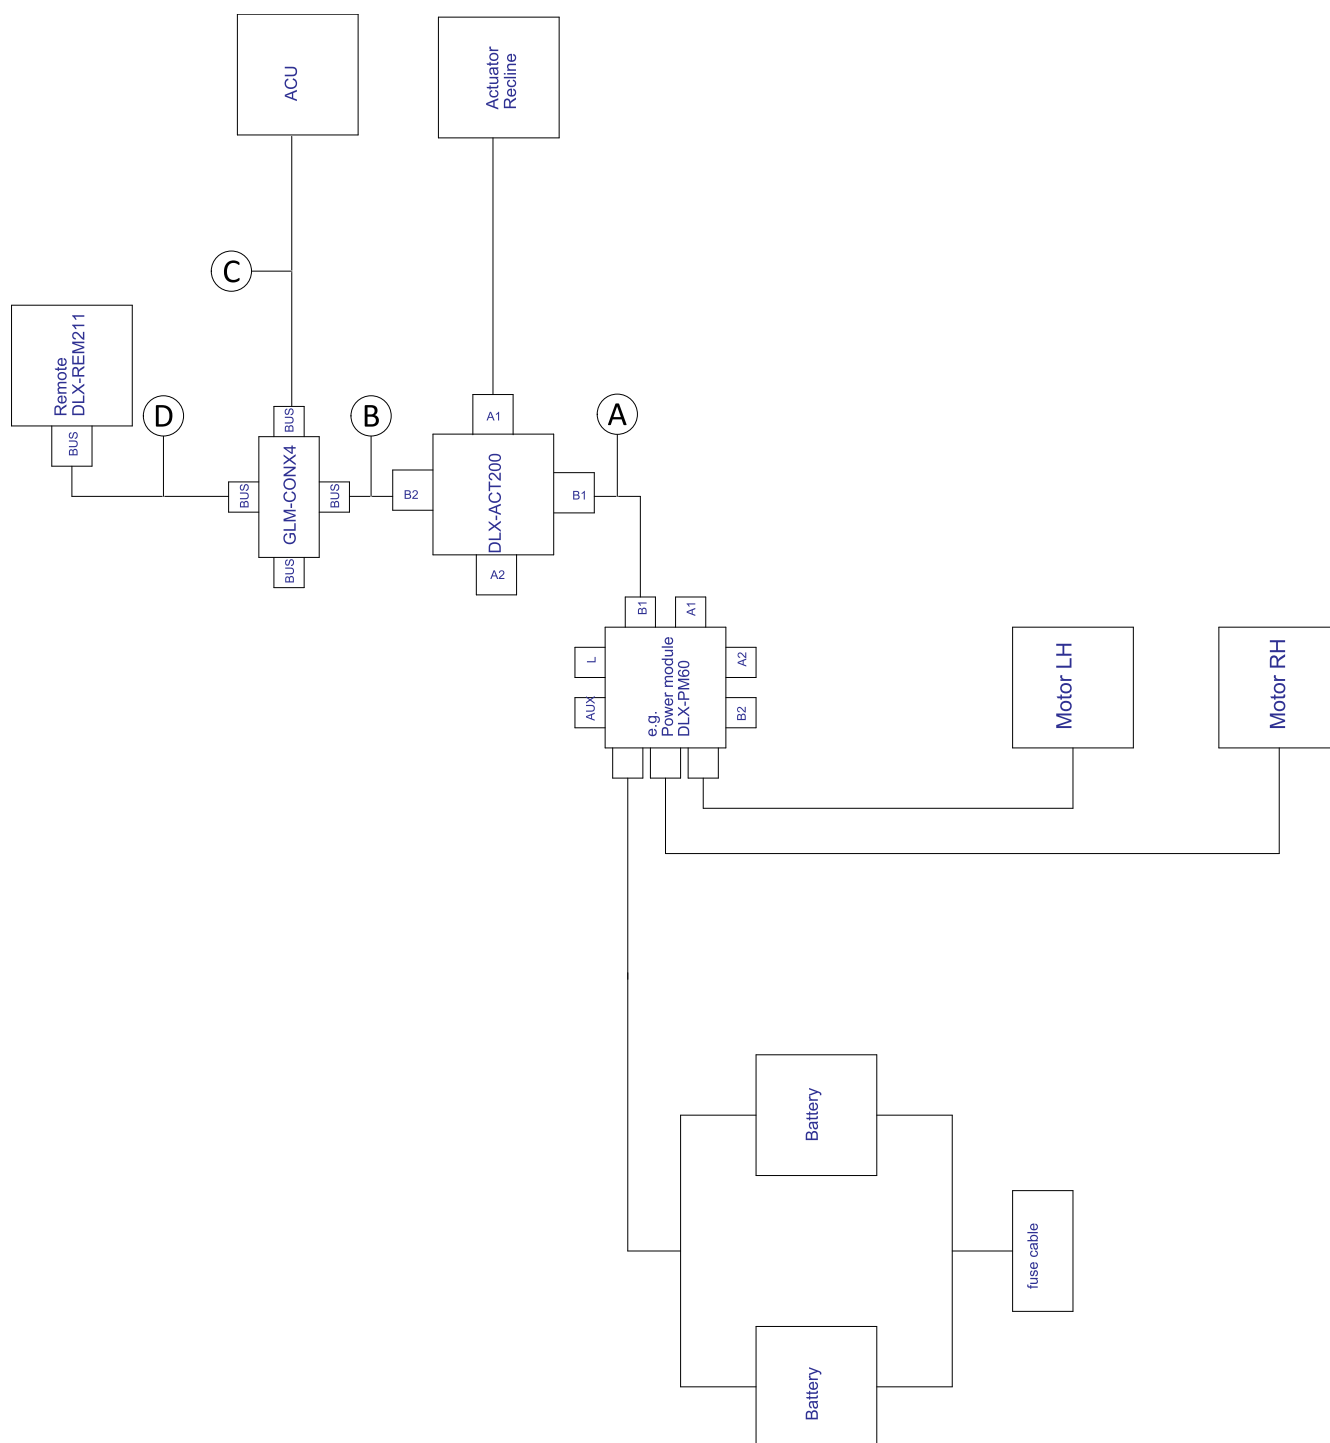 ACU
Actuator
Recline
C
Remote
DLX-REM211
BUS
D
B
A
BUS
BUS
GLM-CONX4
BUS
BUS
A1
B2
DLX-ACT200
B1
A2
B1
A1
L
AUX
e.g.
Power module
DLX-PM60
A2
B2
Motor LH
Motor RH
Battery
fuse cable
Battery